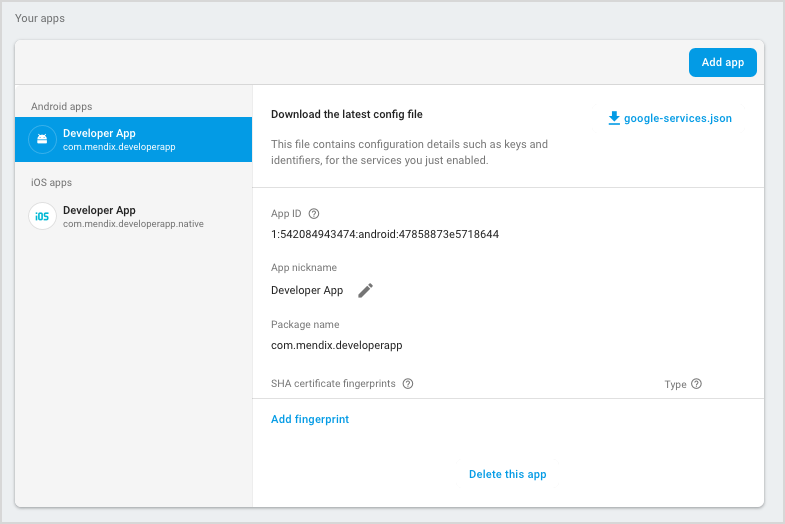 Your apps
Add app
Android apps
Developer App
com.mendix.developerapp
iOS apps
iOS
Developer App
com.mendix.developerapp.native
Download the latest config file
google-services.json
This file contains configuration details such as keys and
identifiers, for the services you just enabled.
App ID
1:542084943474:android:47858873e5718644
App nickname
Developer App
Package name
com.mendix.developerapp
SHA certificate fingerprints
Type
Add fingerprint
Delete this app